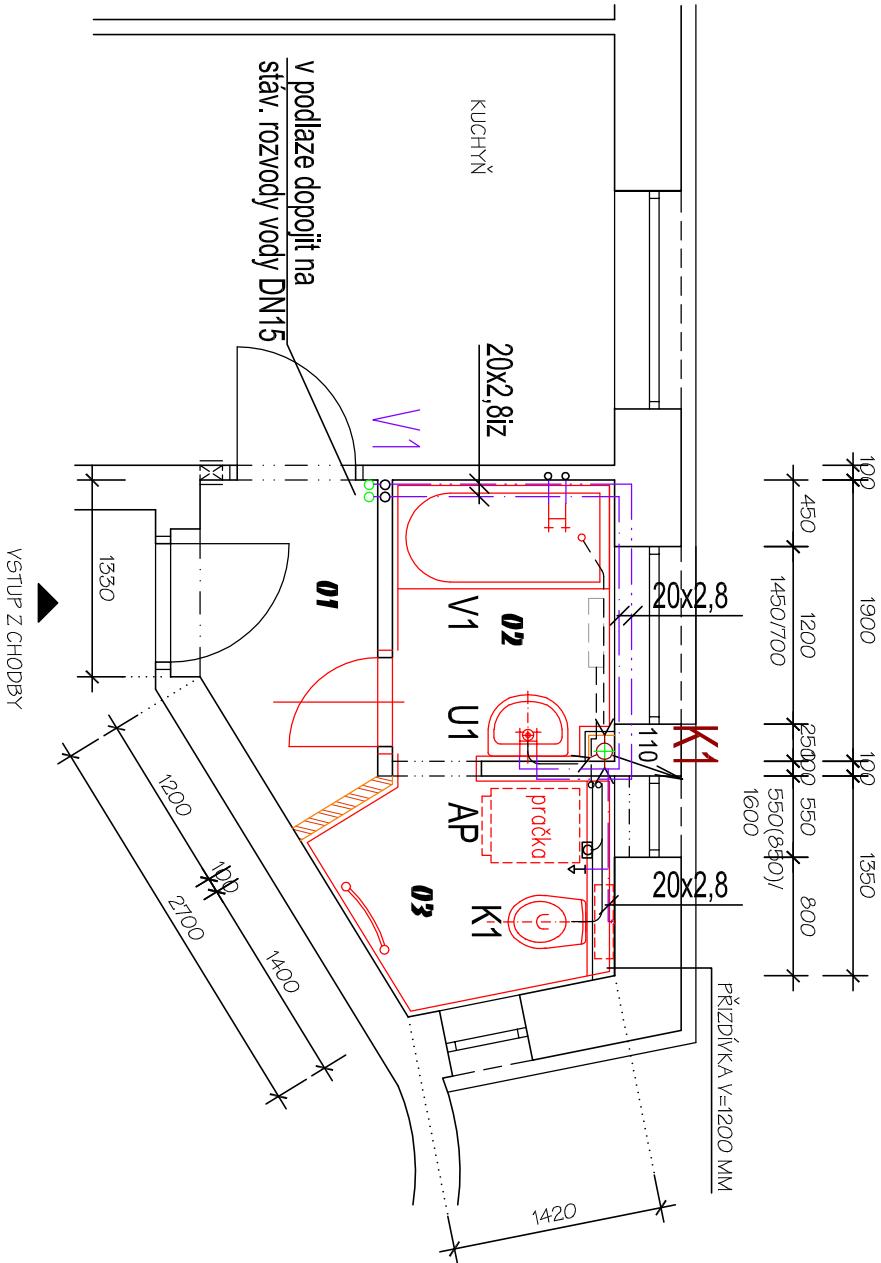 KUCHYŇ
v podlaze dopojit na
stáv. rozvody vody DN15
20x2,8iz
V1
20x2,8
K1
110
20x2,8
01
02
03
V1
U1
AP
K1
pračka
PŘIZDÍVKA V=1200 MM
VSTUP Z CHODBY
100
1900
100
1350
450
1200
250
100
550
800
1450/700
550(850)/
1600
1330
1200
100
1400
2700
1420